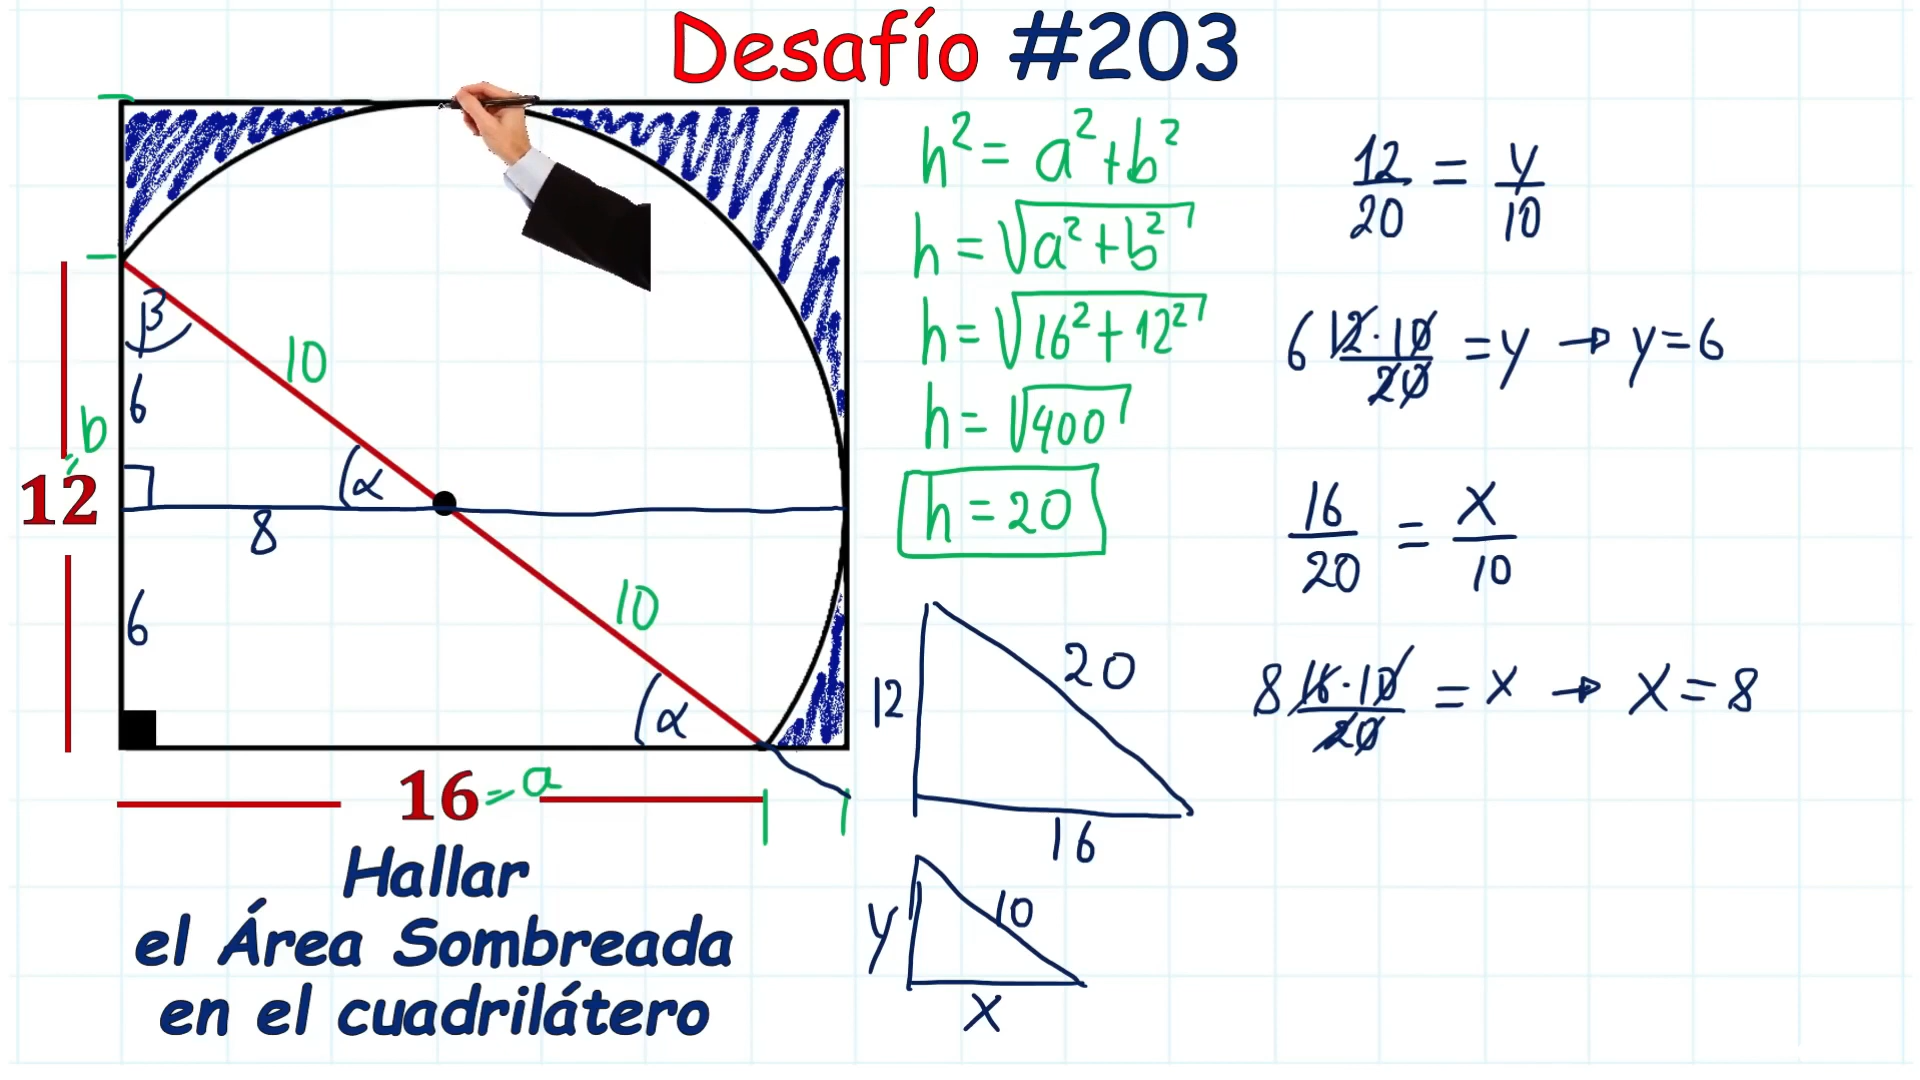 Desafío #203
β
10
6
b
=
12
α
8
10
6
α
16 = a
Hallar
el Área Sombreada
en el cuadrilátero
h² = a² + b²
h = √a² + b²
h = √16² + 12²
h = √400
h = 20
12
20
16
y
10
x
12/20 = y/10
6 12·10/20 = y → y = 6
16/20 = x/10
8 16·10/20 = x → x = 8